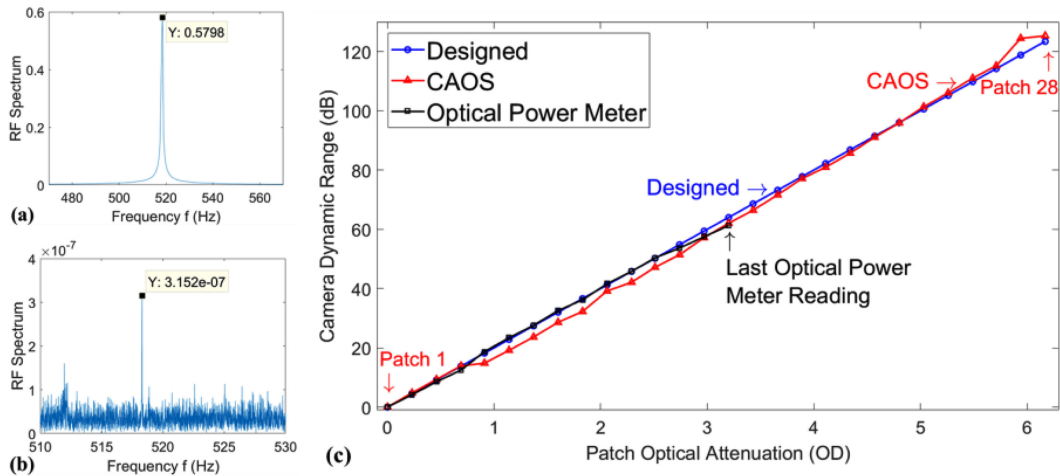 (a)
0.6
0.4
0.2
0
RF Spectrum
Y: 0.5798
480 500 520 540 560
Frequency f (Hz)
(b)
×10⁻⁷
4
3
2
1
0
RF Spectrum
Y: 3.152e-07
510 515 520 525 530
Frequency f (Hz)
(c)
120
100
80
60
40
20
0
Camera Dynamic Range (dB)
Designed
CAOS
Optical Power Meter
CAOS→
↑
Patch 28
Designed→
↑
Last Optical Power
Meter Reading
Patch 1
↓
0 1 2 3 4 5 6
Patch Optical Attenuation (OD)